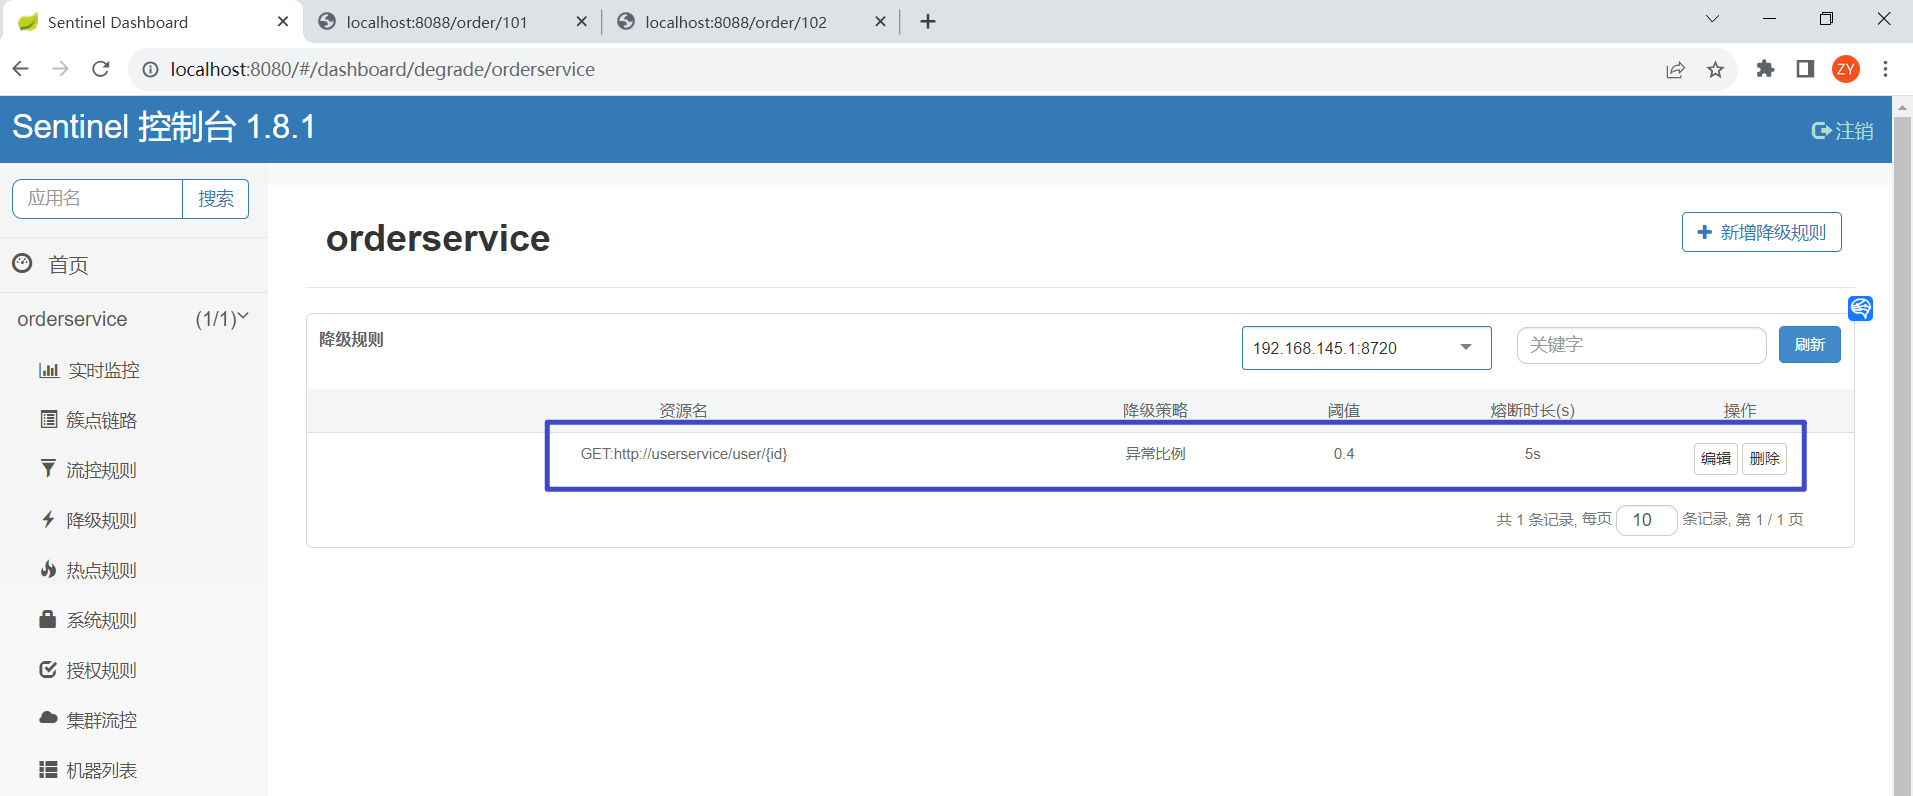 Sentinel Dashboard
localhost:8088/order/101
localhost:8088/order/102
localhost:8080/#/dashboard/degrade/orderservice
ZY
Sentinel 控制台 1.8.1
注销
应用名 搜索
首页
orderservice (1/1)
实时监控
簇点链路
流控规则
降级规则
热点规则
系统规则
授权规则
集群流控
机器列表
orderservice
新增降级规则
降级规则 192.168.145.1:8720 关键字 刷新
资源名 降级策略 阈值 熔断时长(s) 操作
GET:http://userservice/user/{id} 异常比例 0.4 5s 编辑 删除
共 1 条记录, 每页 10 条记录, 第 1 / 1 页